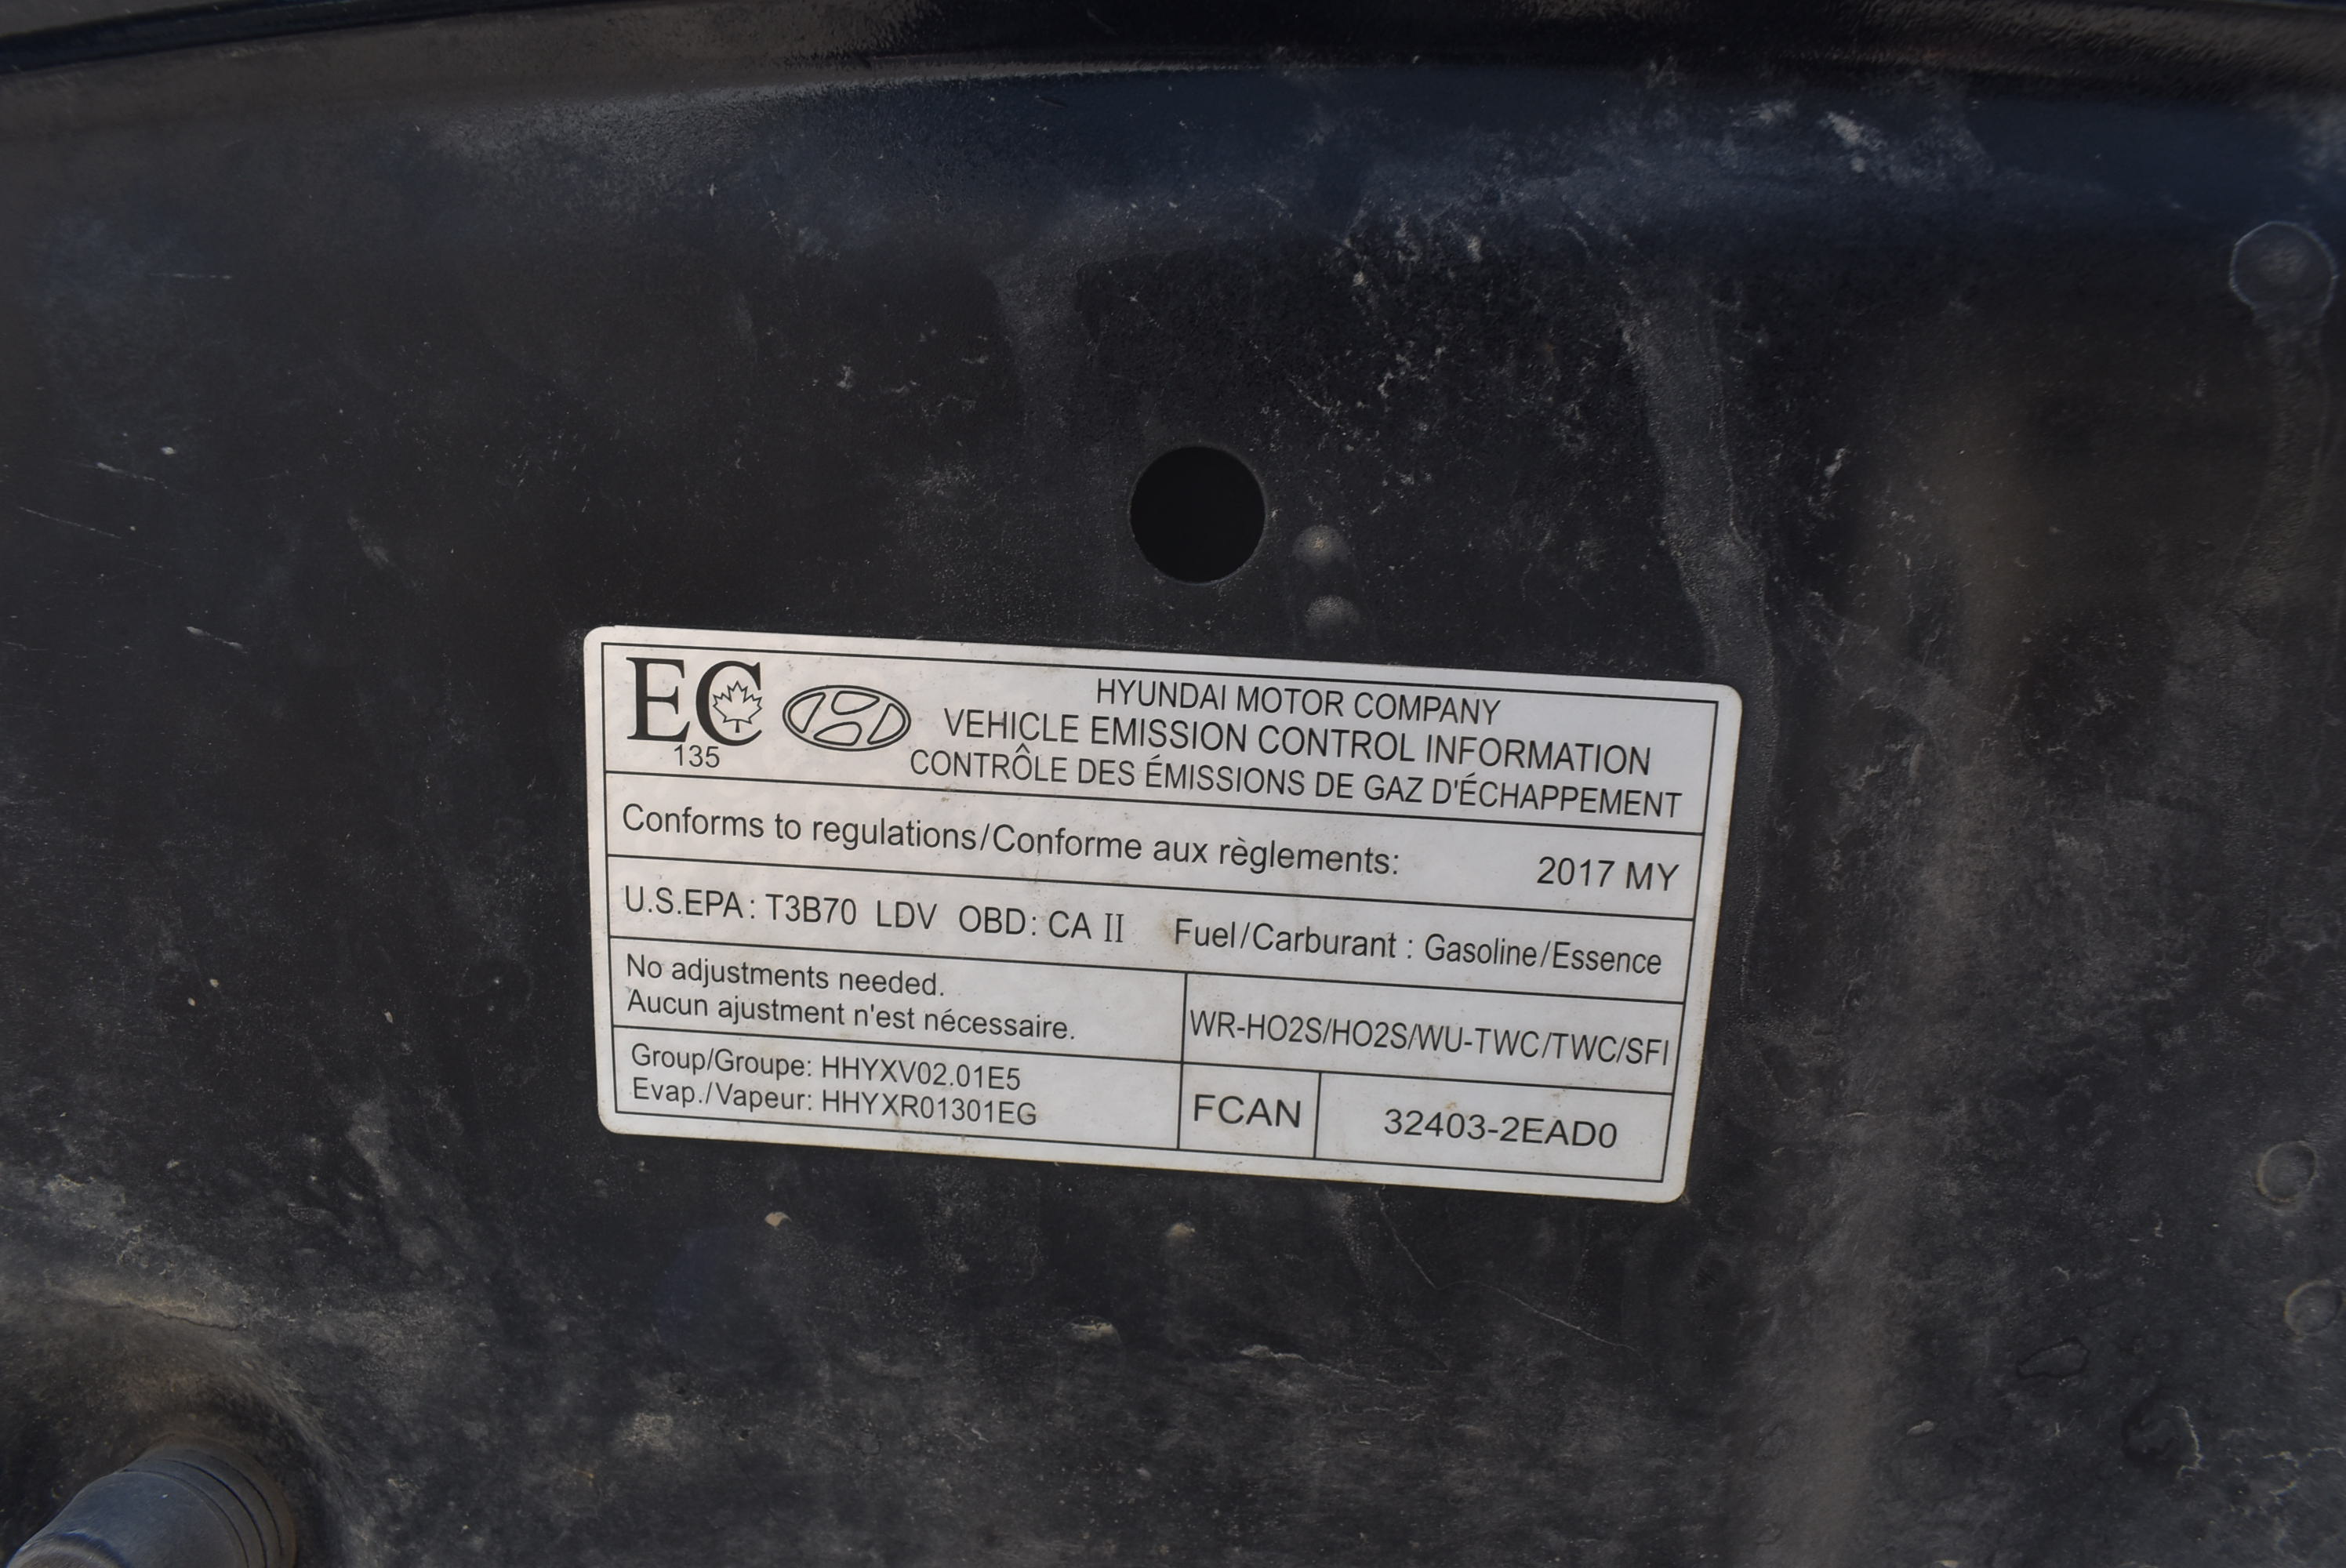 EC
135
HYUNDAI MOTOR COMPANY
VEHICLE EMISSION CONTROL INFORMATION
CONTRÔLE DES ÉMISSIONS DE GAZ D'ÉCHAPPEMENT
Conforms to regulations/Conforme aux règlements: 2017 MY
U.S.EPA: T3B70 LDV OBD: CA II Fuel/Carburant : Gasoline/Essence
No adjustments needed.
Aucun ajustment n'est nécessaire.
WR-HO2S/HO2S/WU-TWC/TWC/SFI
Group/Groupe: HHYXV02.01E5
Evap./Vapeur: HHYXR01301EG
FCAN 32403-2EAD0